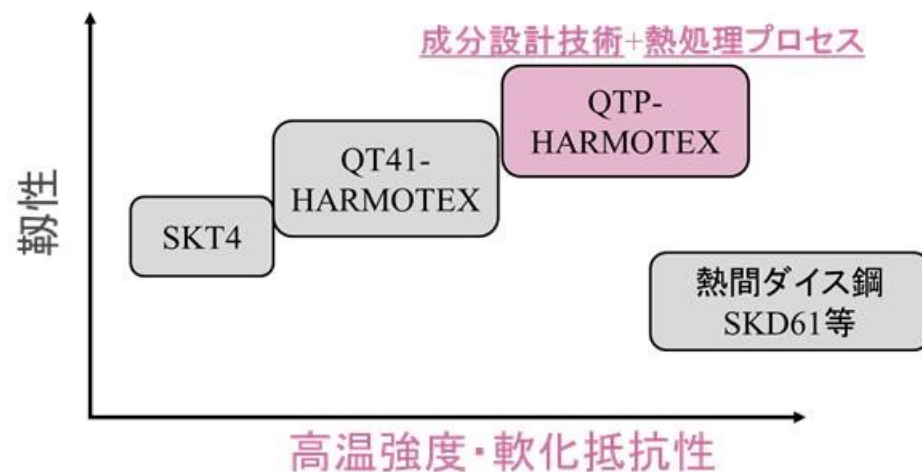 成分設計技術+熱処理プロセス
QTP-
HARMOTEX
QT41-
HARMOTEX
SKT4
熱間ダイス鋼
SKD61等
靱性
高温強度・軟化抵抗性